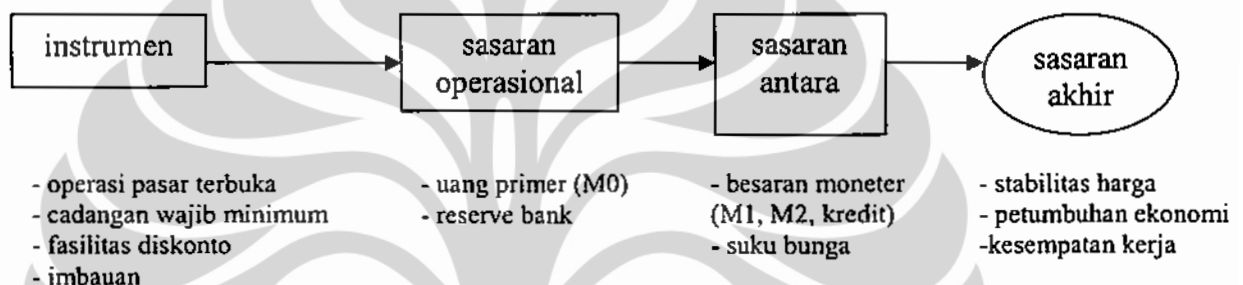 instrumen
sasaran
operasional
sasaran
antara
sasaran
akhir
- operasi pasar terbuka
- cadangan wajib minimum
- fasilitas diskonto
- imbauan
- uang primer (M0)
- reserve bank
- besaran moneter
(M1, M2, kredit)
- suku bunga
- stabilitas harga
- petumbuhan ekonomi
-kesempatan kerja